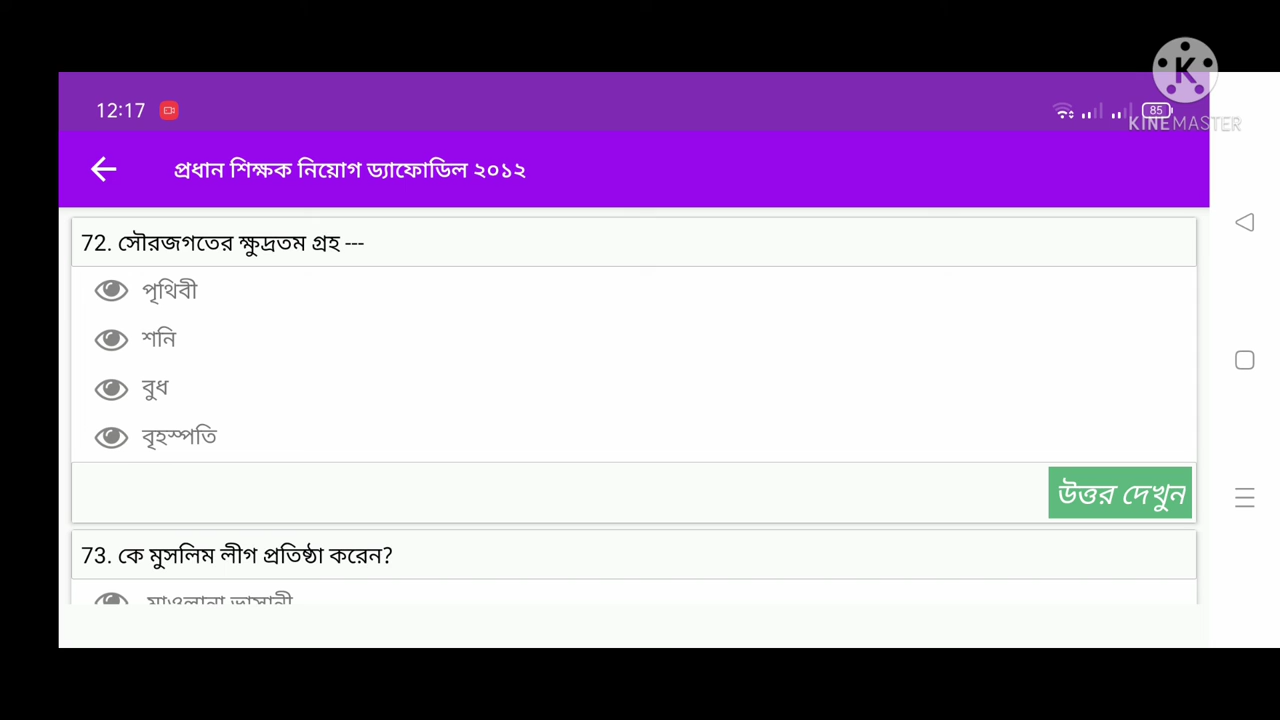 12:17
85
KINEMASTER
প্রধান শিক্ষক নিয়োগ ড্যাফোডিল ২০১২
72. সৌরজগতের ক্ষুদ্রতম গ্রহ ---
পৃথিবী
শনি
বুধ
বৃহস্পতি
উত্তর দেখুন
73. কে মুসলিম লীগ প্রতিষ্ঠা করেন?
মাওলানা ভাসানী